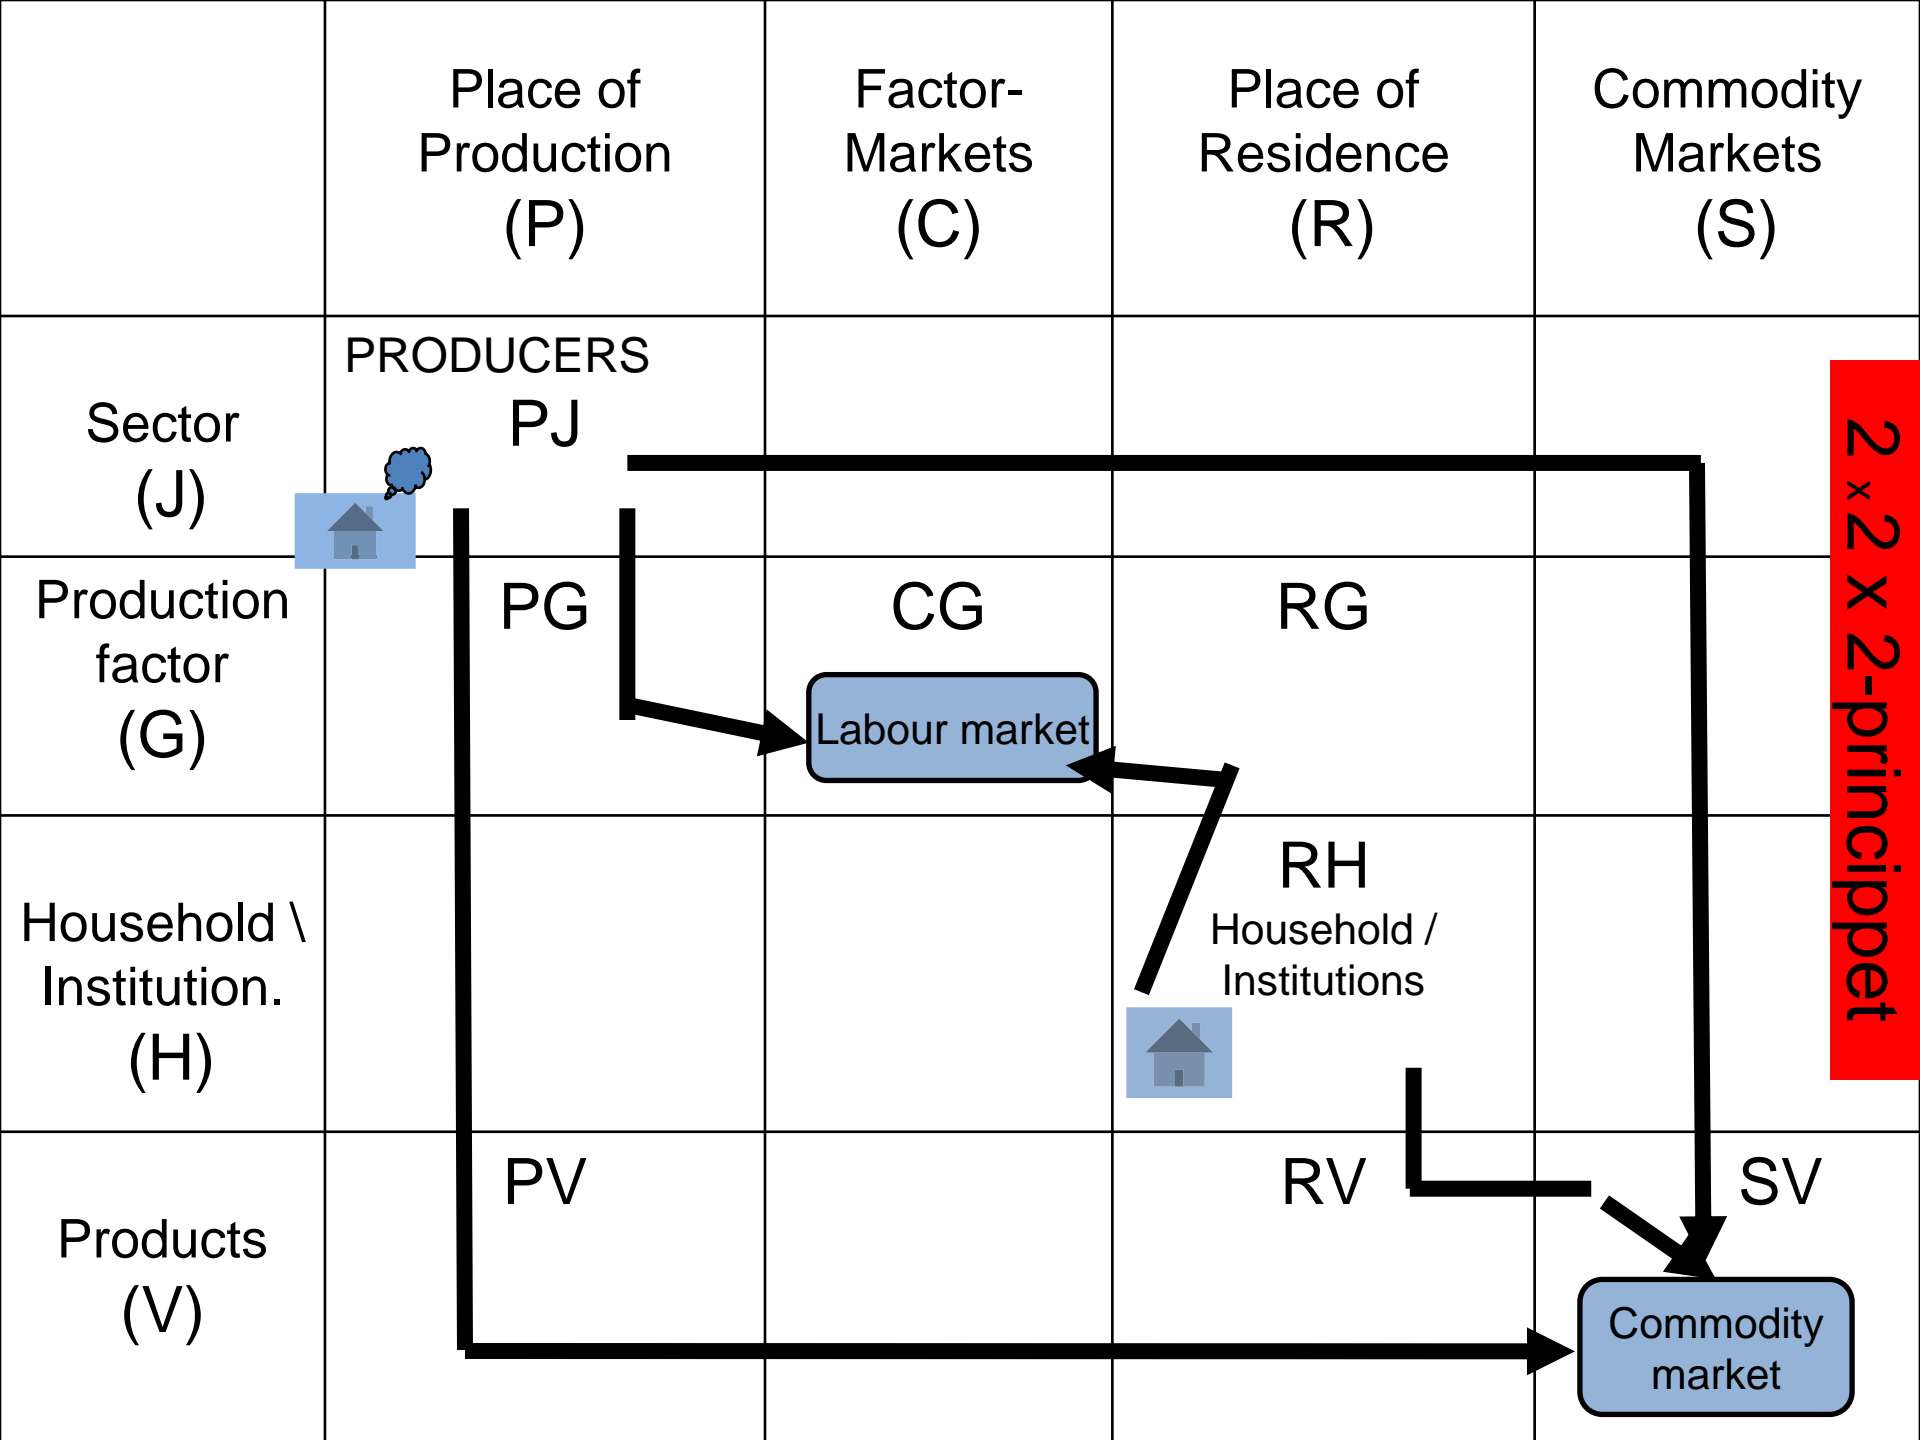 Place of
Production
(P)
Factor-
Markets
(C)
Place of
Residence
(R)
Commodity
Markets
(S)
Sector
(J)
PRODUCERS
PJ
Production
factor
(G)
PG
CG
Labour market
RG
Household \
Institution.
(H)
RH
Household /
Institutions
Products
(V)
PV
RV
SV
Commodity
market
2 x 2 x 2-princippet